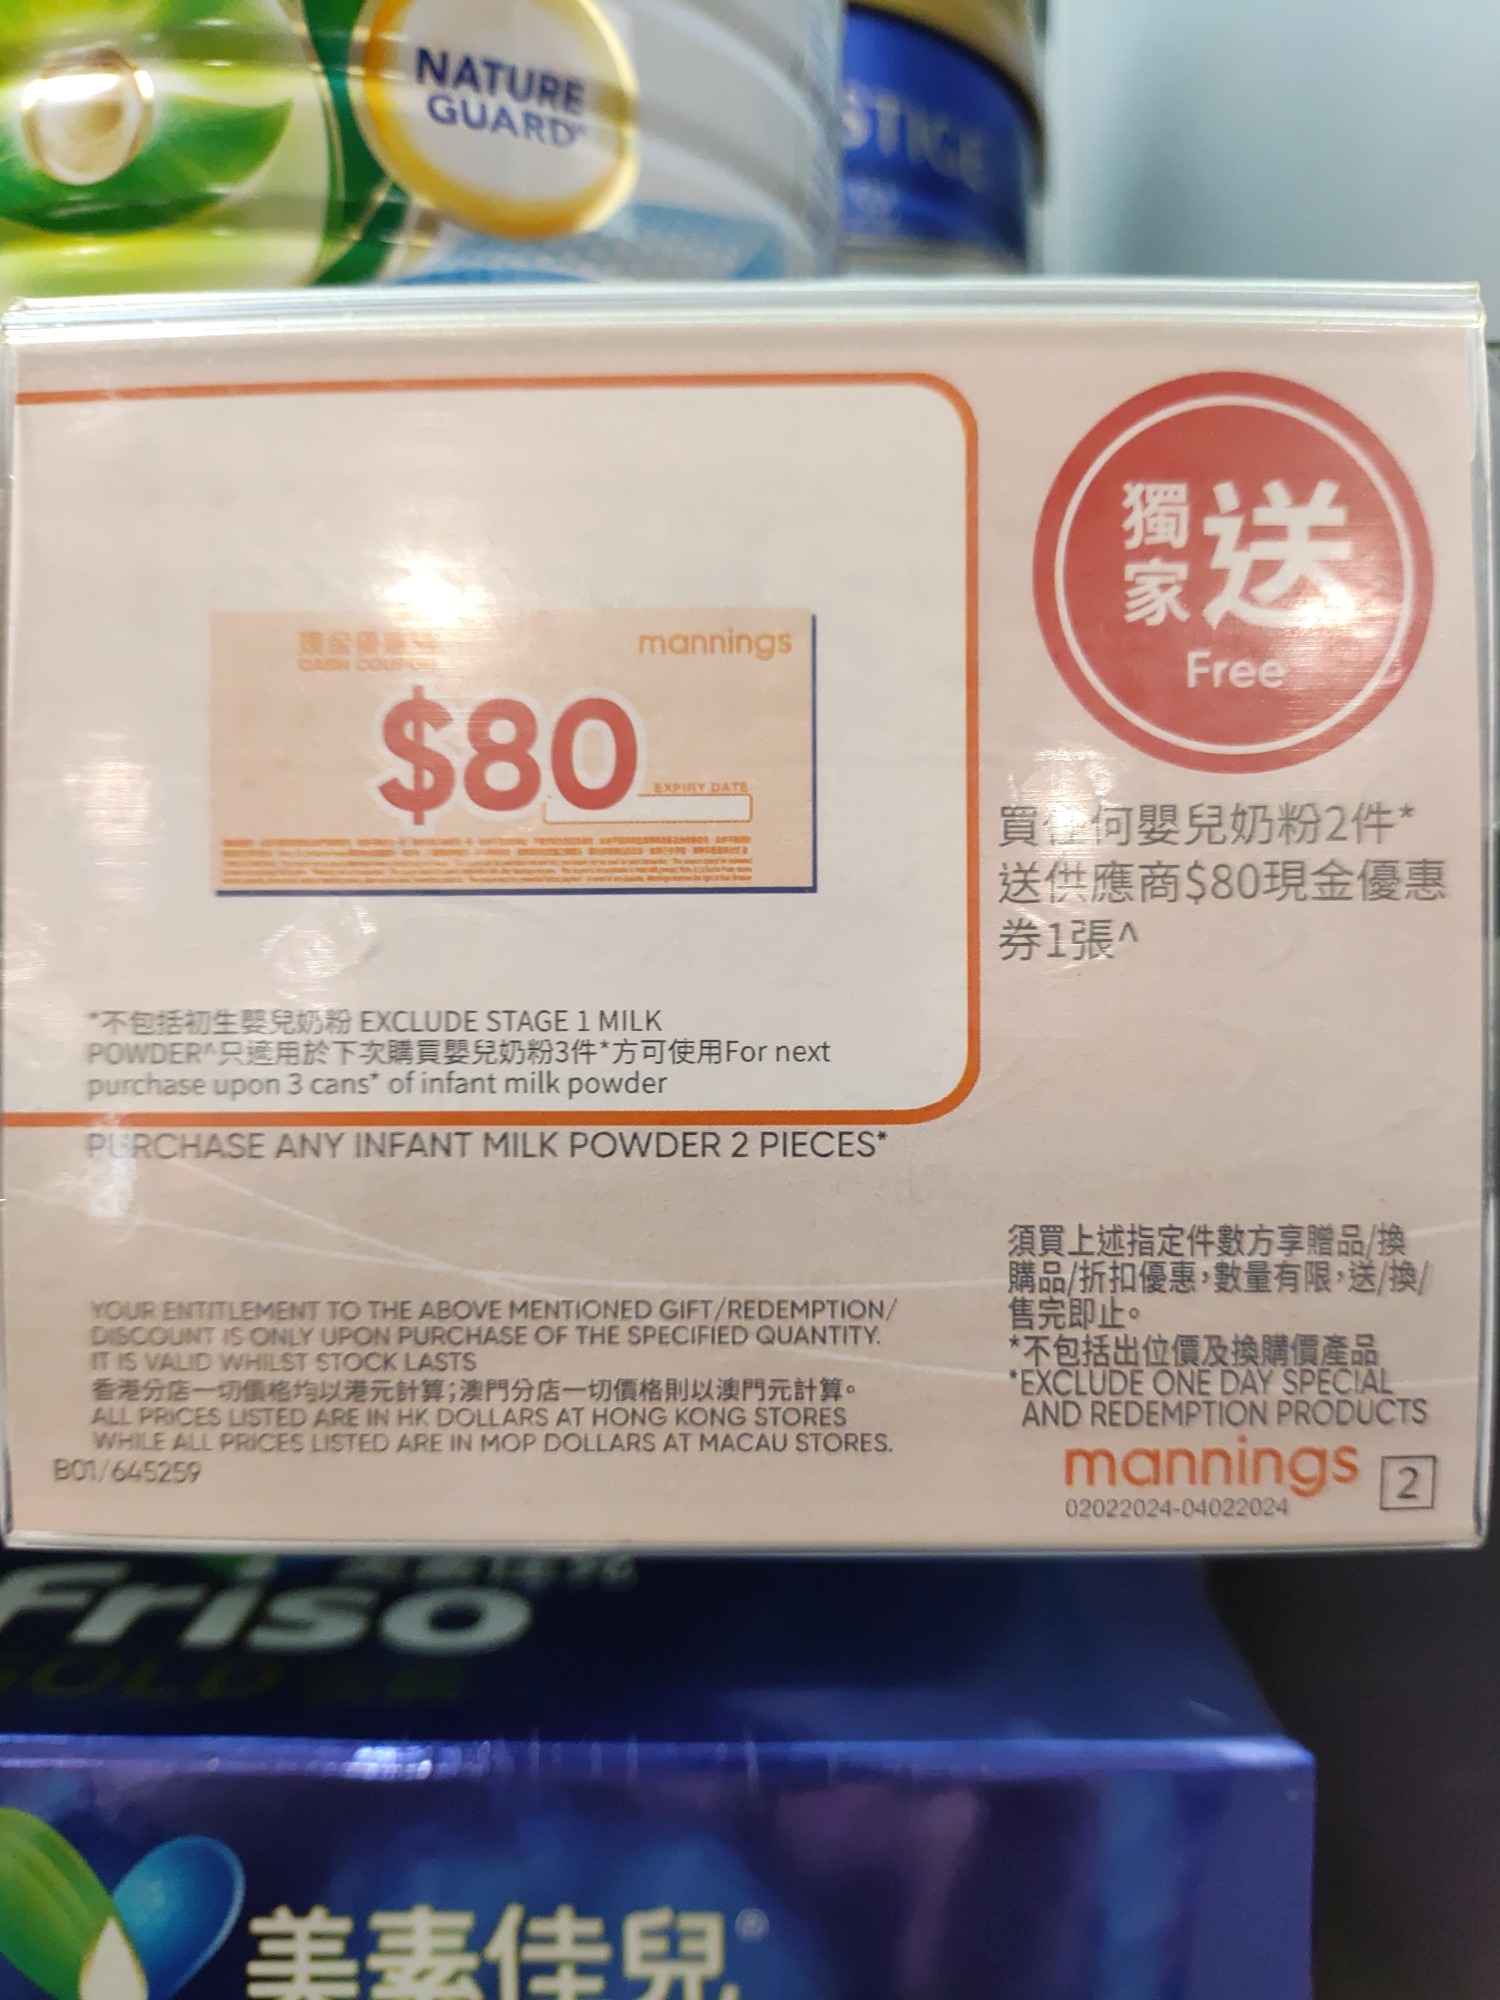 NATURE
GUARD
STIGE
獨家送
Free
mannings
$80
EXPIRY DATE
買任何嬰兒奶粉2件*
送供應商$80現金優惠
券1張^
*不包括初生嬰兒奶粉 EXCLUDE STAGE 1 MILK
POWDER^只適用於下次購買嬰兒奶粉3件*方可使用For next
purchase upon 3 cans* of infant milk powder
PURCHASE ANY INFANT MILK POWDER 2 PIECES*
須買上述指定件數方享贈品/換
購品/折扣優惠,數量有限,送/換/
售完即止。
*不包括出位價及換購價產品
*EXCLUDE ONE DAY SPECIAL
AND REDEMPTION PRODUCTS
YOUR ENTITLEMENT TO THE ABOVE MENTIONED GIFT/REDEMPTION/
DISCOUNT IS ONLY UPON PURCHASE OF THE SPECIFIED QUANTITY.
IT IS VALID WHILST STOCK LASTS
香港分店一切價格均以港元計算;澳門分店一切價格則以澳門元計算。
ALL PRICES LISTED ARE IN HK DOLLARS AT HONG KONG STORES
WHILE ALL PRICES LISTED ARE IN MOP DOLLARS AT MACAU STORES.
B01/645259
mannings 2
02022024-04022024
Friso
GOLD
美素佳兒®